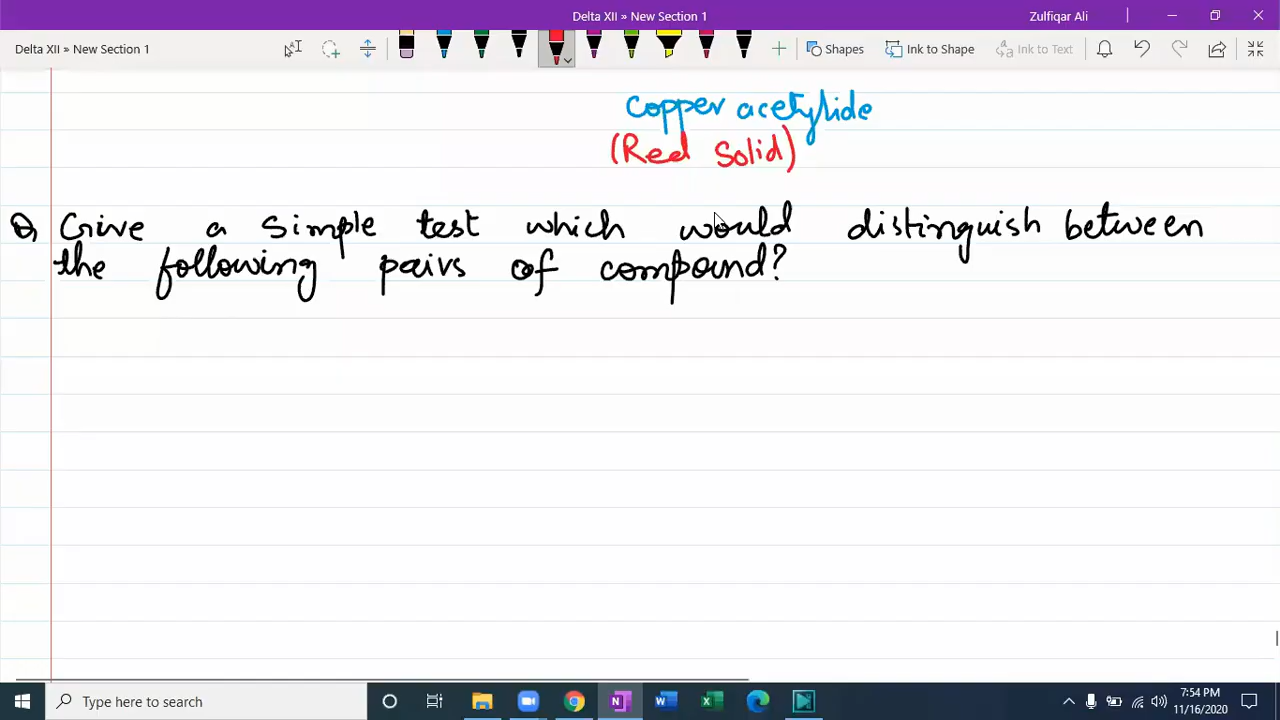 Delta XII » New Section 1
Zulfiqar Ali
Delta XII » New Section 1
Shapes
Ink to Shape
Ink to Text
Copper acetylide
(Red Solid)
Q Give a simple test which would distinguish between
the following pairs of compound?
Type here to search
7:54 PM
11/16/2020